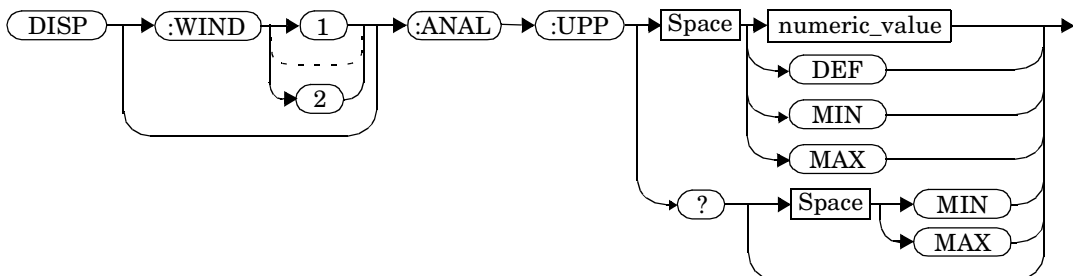 DISP :WIND 1 :ANAL :UPP Space numeric_value
DEF
2
MIN
MAX
? Space MIN
MAX